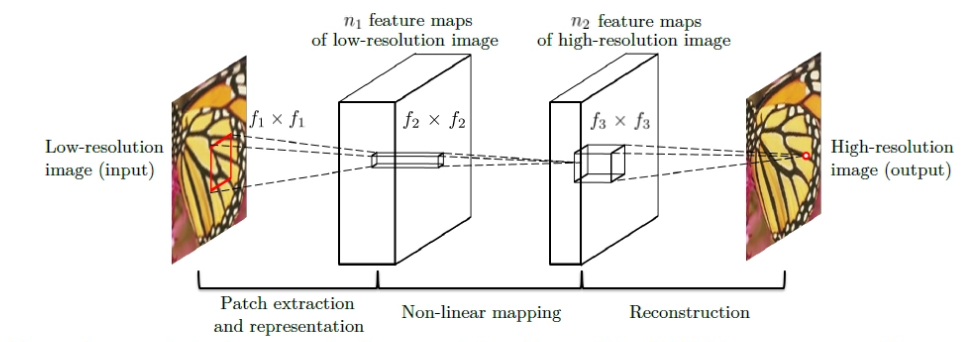 n₁ feature maps
of low-resolution image
n₂ feature maps
of high-resolution image
f₁ × f₁
f₂ × f₂
f₃ × f₃
Low-resolution
image (input)
High-resolution
image (output)
Patch extraction
and representation
Non-linear mapping
Reconstruction